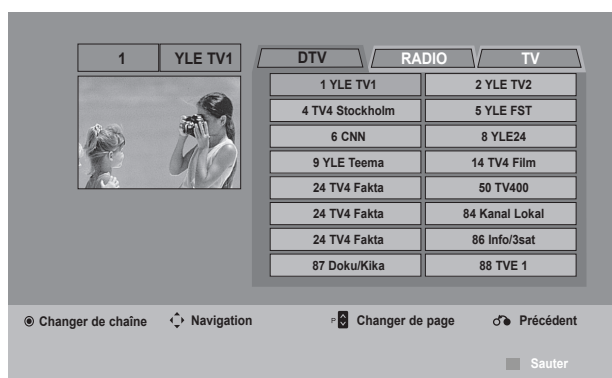 1 YLE TV1
DTV RADIO TV
1 YLE TV1 2 YLE TV2
4 TV4 Stockholm 5 YLE FST
6 CNN 8 YLE24
9 YLE Teema 14 TV4 Film
24 TV4 Fakta 50 TV400
24 TV4 Fakta 84 Kanal Lokal
24 TV4 Fakta 86 Info/3sat
87 Doku/Kika 88 TVE 1
Changer de chaîne Navigation P Changer de page Précédent
Sauter